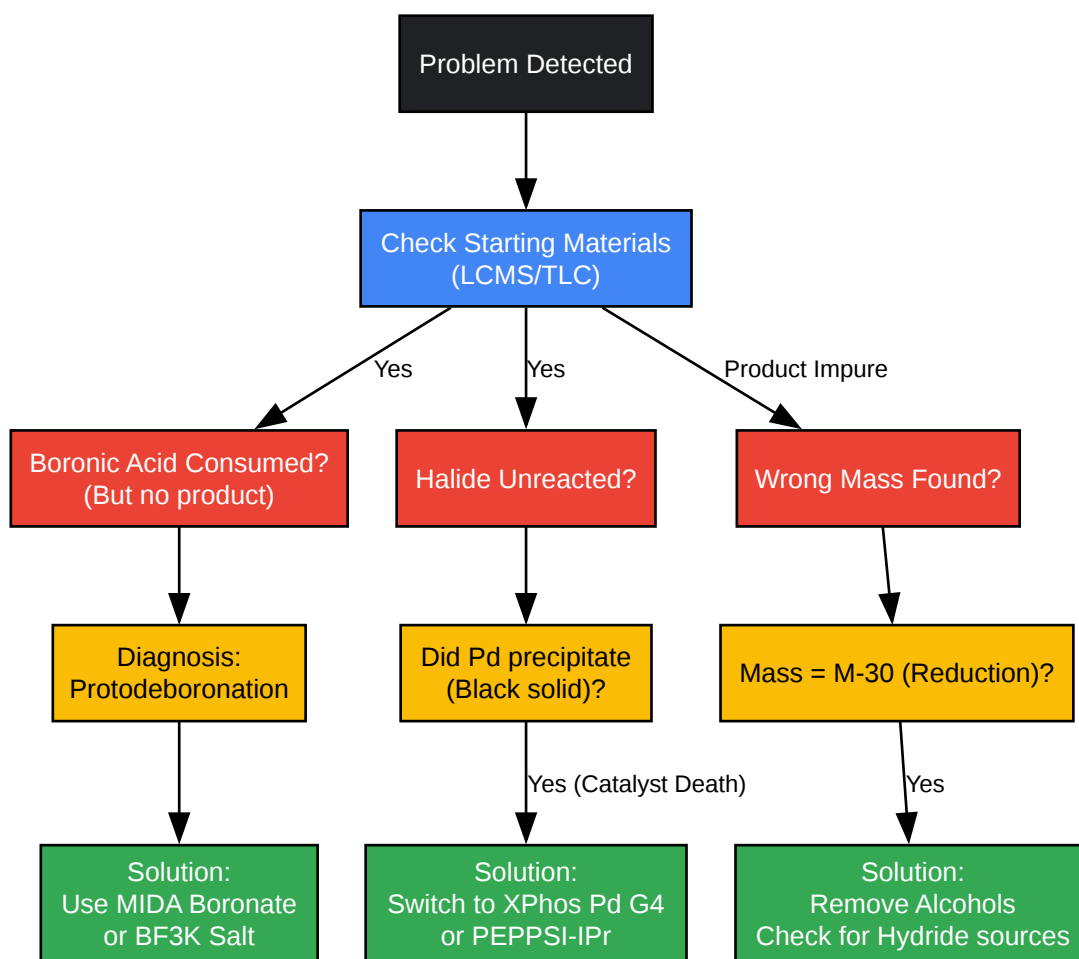 Problem Detected
Check Starting Materials
(LCMS/TLC)
Yes
Yes
Product Impure
Boronic Acid Consumed?
(But no product)
Halide Unreacted?
Wrong Mass Found?
Diagnosis:
Protodeboronation
Did Pd precipitate
(Black solid)?
Mass = M-30 (Reduction)?
Yes (Catalyst Death)
Yes
Solution:
Use MIDA Boronate
or BF3K Salt
Solution:
Switch to XPhos Pd G4
or PEPPSI-IPr
Solution:
Remove Alcohols
Check for Hydride sources